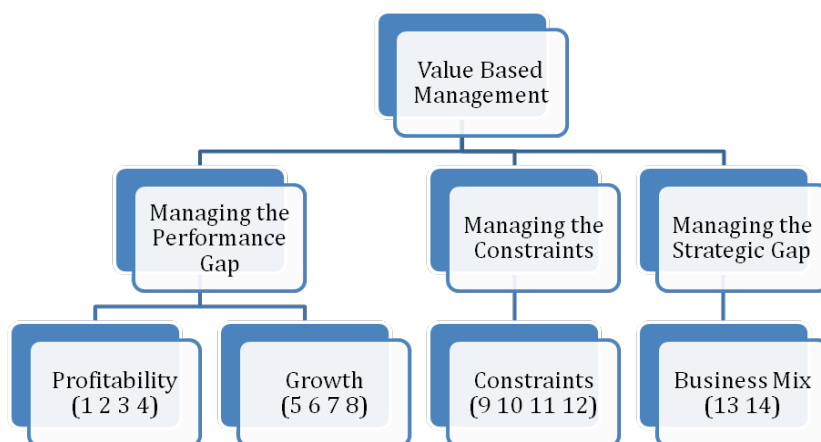 Value Based
Management
Managing the
Performance
Gap
Managing the
Constraints
Managing the
Strategic Gap
Profitability
(1 2 3 4)
Growth
(5 6 7 8)
Constraints
(9 10 11 12)
Business Mix
(13 14)